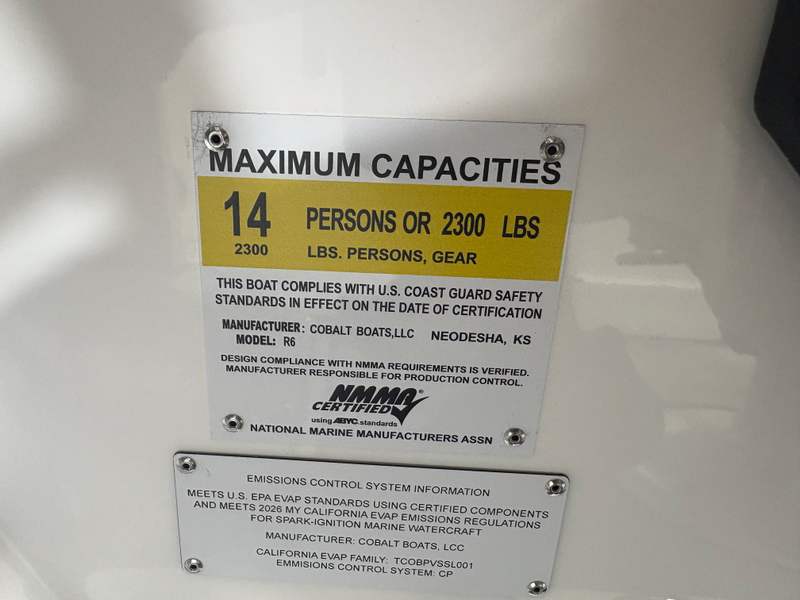 MAXIMUM CAPACITIES
14 PERSONS OR 2300 LBS
2300 LBS. PERSONS, GEAR
THIS BOAT COMPLIES WITH U.S. COAST GUARD SAFETY
STANDARDS IN EFFECT ON THE DATE OF CERTIFICATION
MANUFACTURER: COBALT BOATS,LLC NEODESHA, KS
MODEL: R6
DESIGN COMPLIANCE WITH NMMA REQUIREMENTS IS VERIFIED.
MANUFACTURER RESPONSIBLE FOR PRODUCTION CONTROL.
NMMA®
CERTIFIED
using ABYC standards
NATIONAL MARINE MANUFACTURERS ASSN
EMISSIONS CONTROL SYSTEM INFORMATION
MEETS U.S. EPA EVAP STANDARDS USING CERTIFIED COMPONENTS
AND MEETS 2026 MY CALIFORNIA EVAP EMISSIONS REGULATIONS
FOR SPARK-IGNITION MARINE WATERCRAFT
MANUFACTURER: COBALT BOATS, LCC
CALIFORNIA EVAP FAMILY: TCOBPVSSL001
EMMISIONS CONTROL SYSTEM: CP